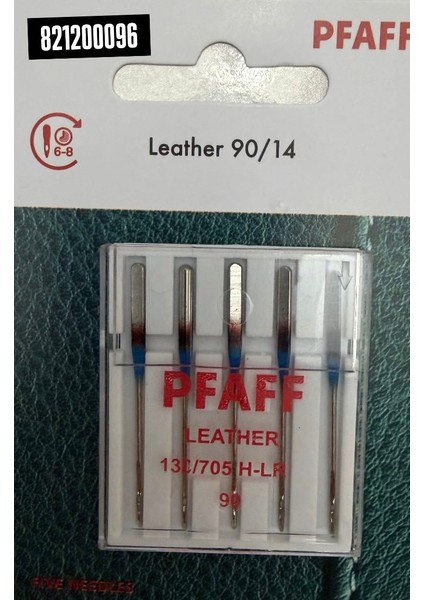 821200096
PFAFF
6-8
Leather 90/14
PFAFF
LEATHER
130/705 H-LR
90
FIVE NEEDLES